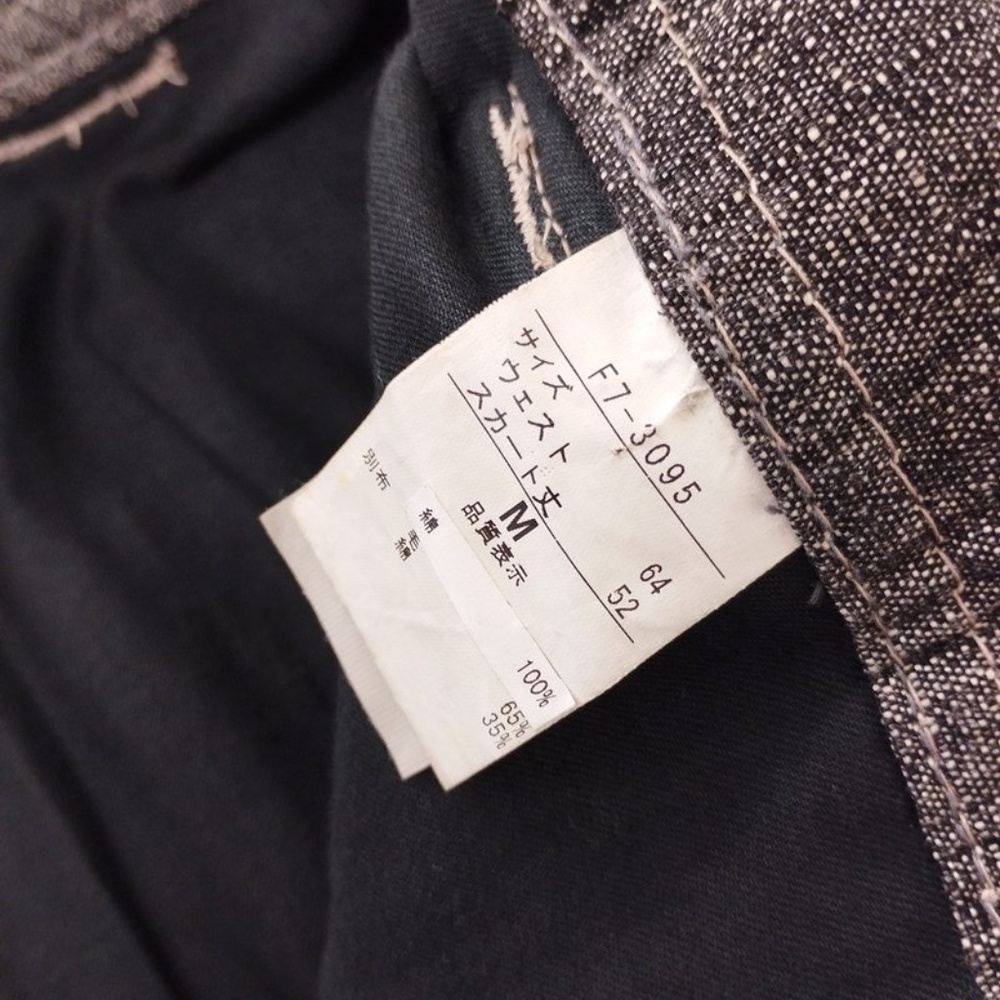 F7-3095
サイズ M
ウェスト 64
スカート丈 52
品質表示
綿 100%
別布 毛 65%
綿 35%